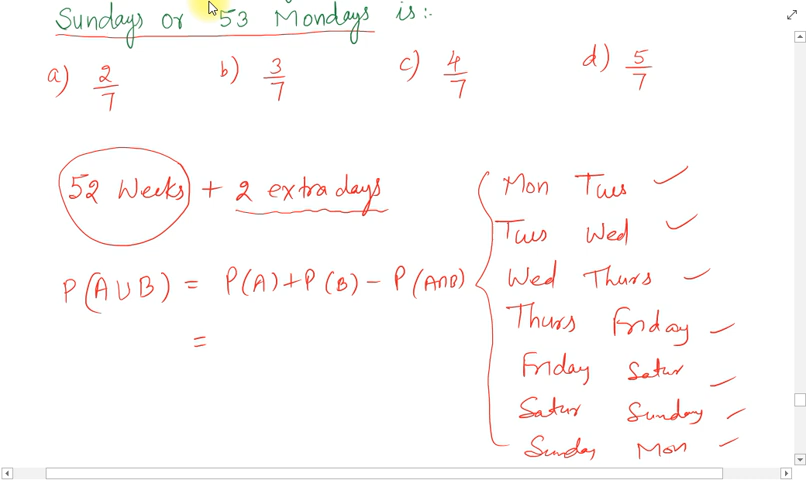 Sundays or 53 Mondays is :-
a) 2/7 b) 3/7 c) 4/7 d) 5/7
52 Weeks + 2 extra days
Mon Tues
Tues Wed
Wed Thurs
Thurs Friday
Friday Satur
Satur Sunday
Sunday Mon
P(A∪B) = P(A)+P(B) - P(A∩B)
=